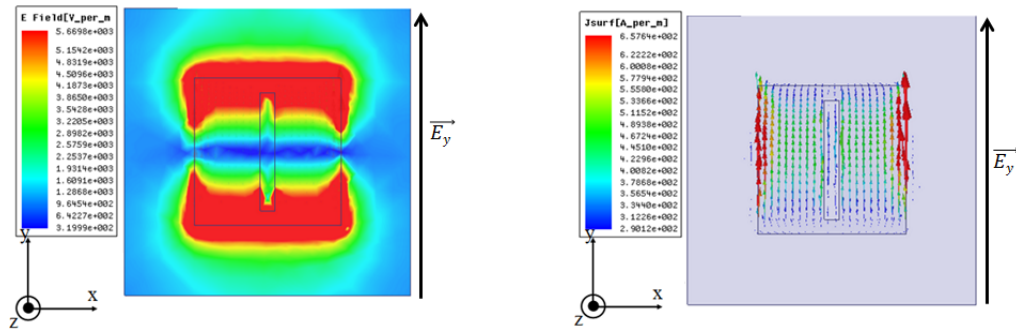 E Field[V_per_m
5.6698e+003
5.1542e+003
4.8319e+003
4.5096e+003
4.1873e+003
3.8650e+003
3.5428e+003
3.2205e+003
2.8982e+003
2.5759e+003
2.2537e+003
1.9314e+003
1.6091e+003
1.2868e+003
9.6454e+002
6.4227e+002
3.1999e+002
y
x
z
Ey
Jsurf[A_per_m]
6.5764e+002
6.2222e+002
6.0008e+002
5.7794e+002
5.5580e+002
5.3366e+002
5.1152e+002
4.8938e+002
4.6724e+002
4.4510e+002
4.2296e+002
4.0082e+002
3.7868e+002
3.5654e+002
3.3440e+002
3.1226e+002
2.9012e+002
y
x
z
Ey